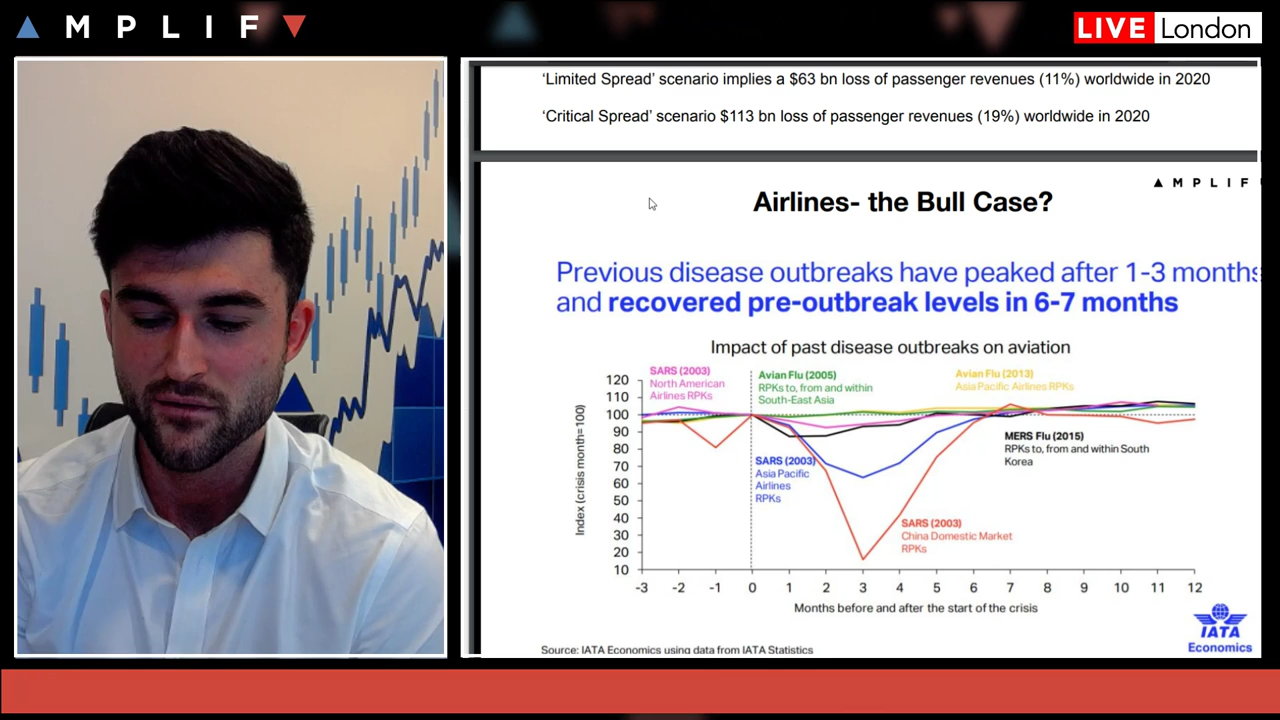 AMPLIFY
LIVE London
‘Limited Spread’ scenario implies a $63 bn loss of passenger revenues (11%) worldwide in 2020
‘Critical Spread’ scenario $113 bn loss of passenger revenues (19%) worldwide in 2020
AMPLIF
Airlines- the Bull Case?
Previous disease outbreaks have peaked after 1-3 months
and recovered pre-outbreak levels in 6-7 months
Impact of past disease outbreaks on aviation
SARS (2003)
North American
Airlines RPKs
Avian Flu (2005)
RPKs to, from and within
South-East Asia
Avian Flu (2013)
Asia Pacific Airlines RPKs
120
110
100
90
80
70
60
50
40
30
20
10
Index (crisis month=100)
SARS (2003)
Asia Pacific
Airlines
RPKs
MERS Flu (2015)
RPKs to, from and within South
Korea
SARS (2003)
China Domestic Market
RPKs
-3 -2 -1 0 1 2 3 4 5 6 7 8 9 10 11 12
Months before and after the start of the crisis
IATA
Economics
Source: IATA Economics using data from IATA Statistics